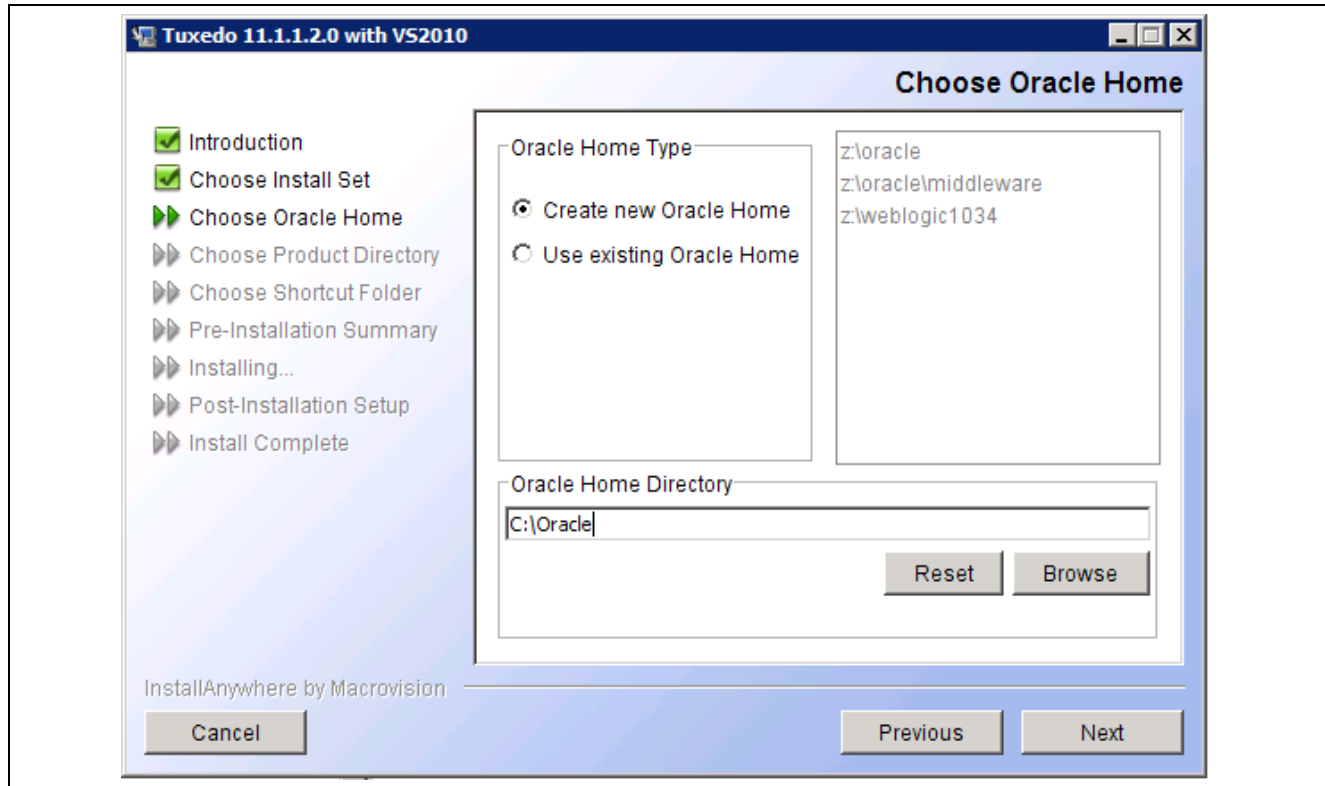 Tuxedo 11.1.1.2.0 with VS2010
Choose Oracle Home
Introduction
Choose Install Set
Choose Oracle Home
Choose Product Directory
Choose Shortcut Folder
Pre-Installation Summary
Installing...
Post-Installation Setup
Install Complete
Oracle Home Type
Create new Oracle Home
Use existing Oracle Home
z:\oracle
z:\oracle\middleware
z:\weblogic1034
Oracle Home Directory
C:\Oracle
Reset
Browse
InstallAnywhere by Macrovision
Cancel
Previous
Next